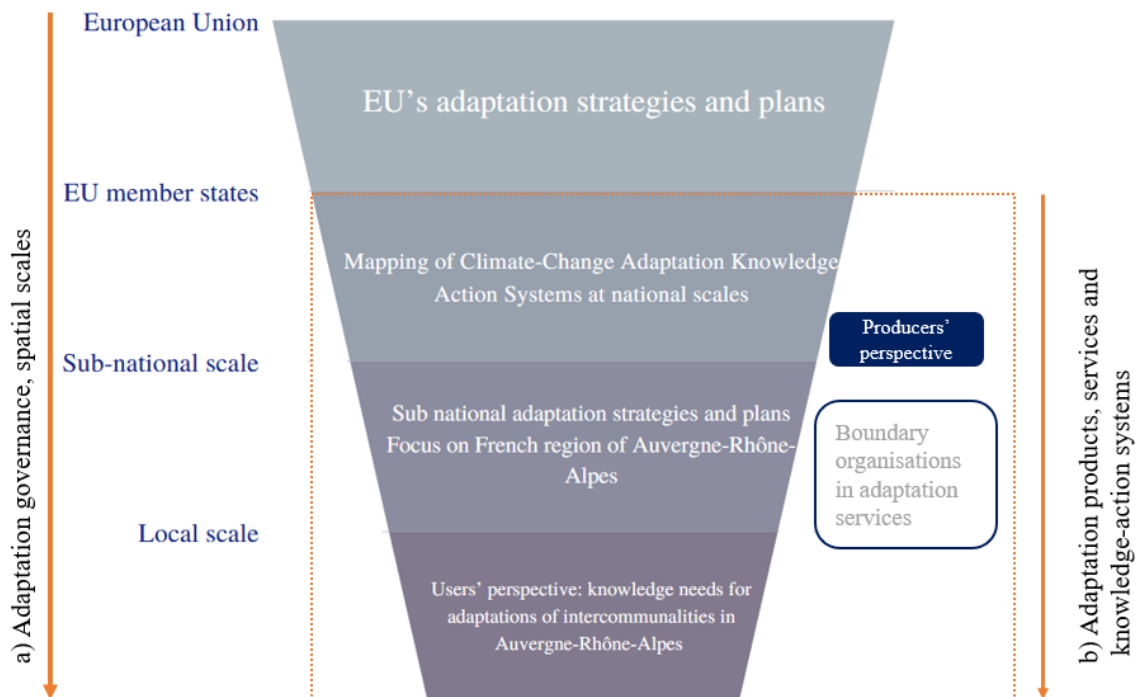 European Union
EU's adaptation strategies and plans
EU member states
Mapping of Climate-Change Adaptation Knowledge
Action Systems at national scales
Producers'
perspective
Sub-national scale
Sub national adaptation strategies and plans
Focus on French region of Auvergne-Rhône-
Alpes
Boundary
organisations
in adaptation
services
Local scale
Users' perspective: knowledge needs for
adaptations of intercommunalities in
Auvergne-Rhône-Alpes
a) Adaptation governance, spatial scales
b) Adaptation products, services and
knowledge-action systems